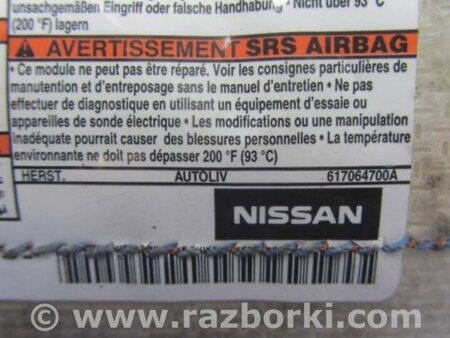 unsachgemäßen Eingriff oder falsche Handhabung • Nicht über 93 °C
(200 °F) lagern
AVERTISSEMENT SRS AIRBAG
• Ce module ne peut pas être réparé. Voir les consignes particulières de
manutention et d'entreposage dans le manuel d'entretien • Ne pas
effectuer de diagnostique en utilisant un équipement d'essaie ou
appareilles de sonde électrique • Les modifications ou une manipulation
inadéquate pourrait causer des blessures personnelles • La température
environnante ne doit pas dépasser 200 °F (93 °C)
HERST. AUTOLIV 617064700A
NISSAN
© www.razborki.com/